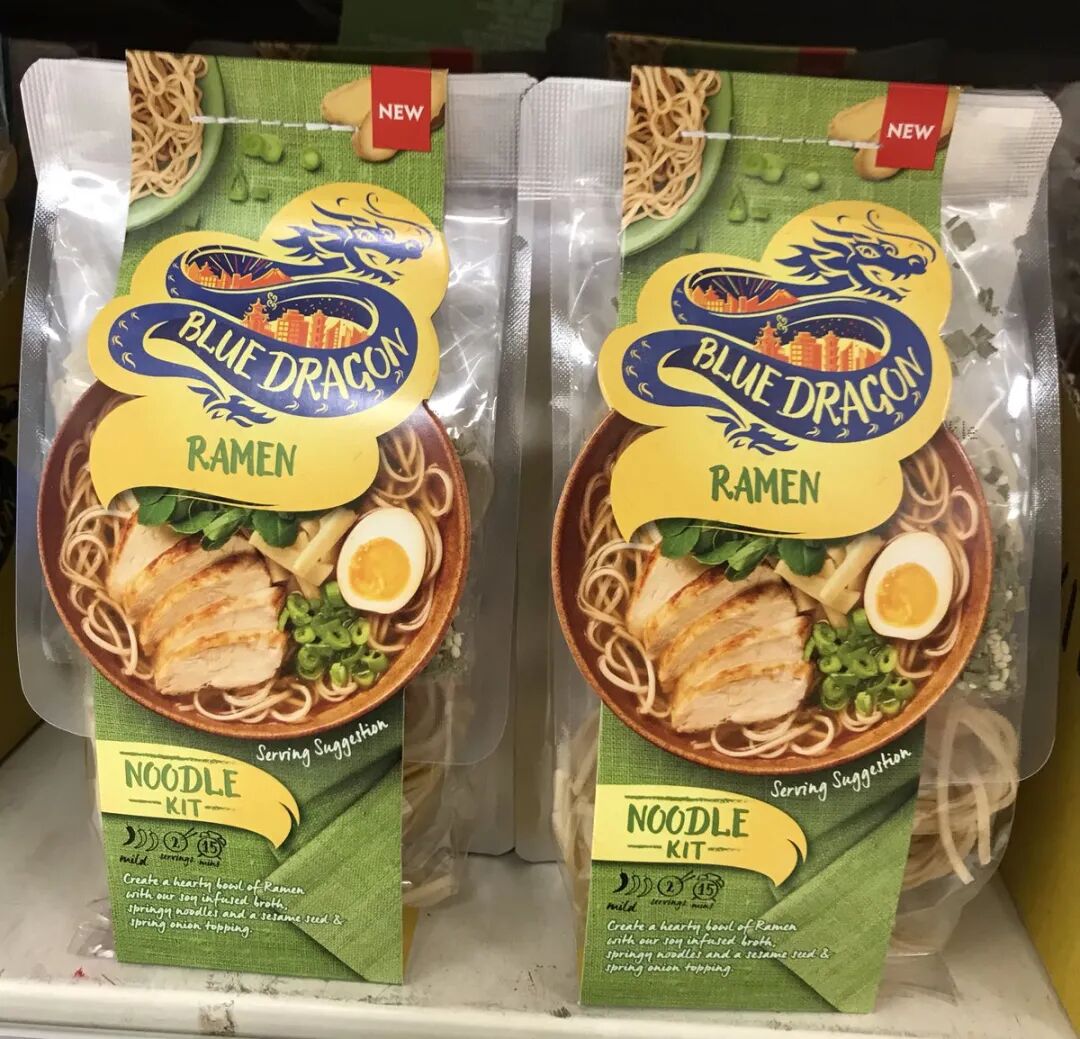 NEW
BLUE DRAGON
RAMEN
Serving Suggestion
NOODLE
KIT
2 15
mild servings mins
Create a hearty bowl of Ramen
with our soy infused broth,
springy noodles and a sesame seed &
spring onion topping.
NEW
BLUE DRAGON
RAMEN
Serving Suggestion
NOODLE
KIT
2 15
mild servings mins
Create a hearty bowl of Ramen
with our soy infused broth,
springy noodles and a sesame seed &
spring onion topping.